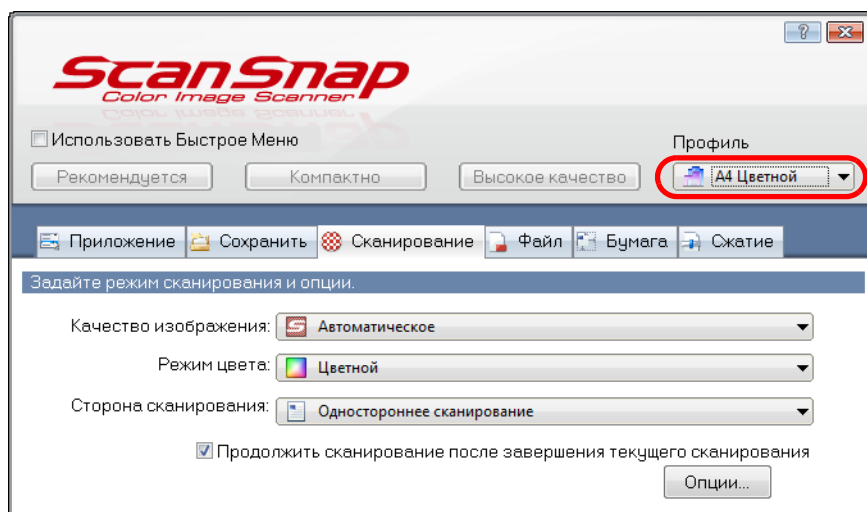 ?
ScanSnap
Color Image Scanner
Использовать Быстрое Меню
Профиль
Рекомендуется Компактно Высокое качество А4 Цветной
Приложение Сохранить Сканирование Файл Бумага Сжатие
Задайте режим сканирования и опции.
Качество изображения: Автоматическое
Режим цвета: Цветной
Сторона сканирования: Одностороннее сканирование
Продолжить сканирование после завершения текущего сканирования
Опции...